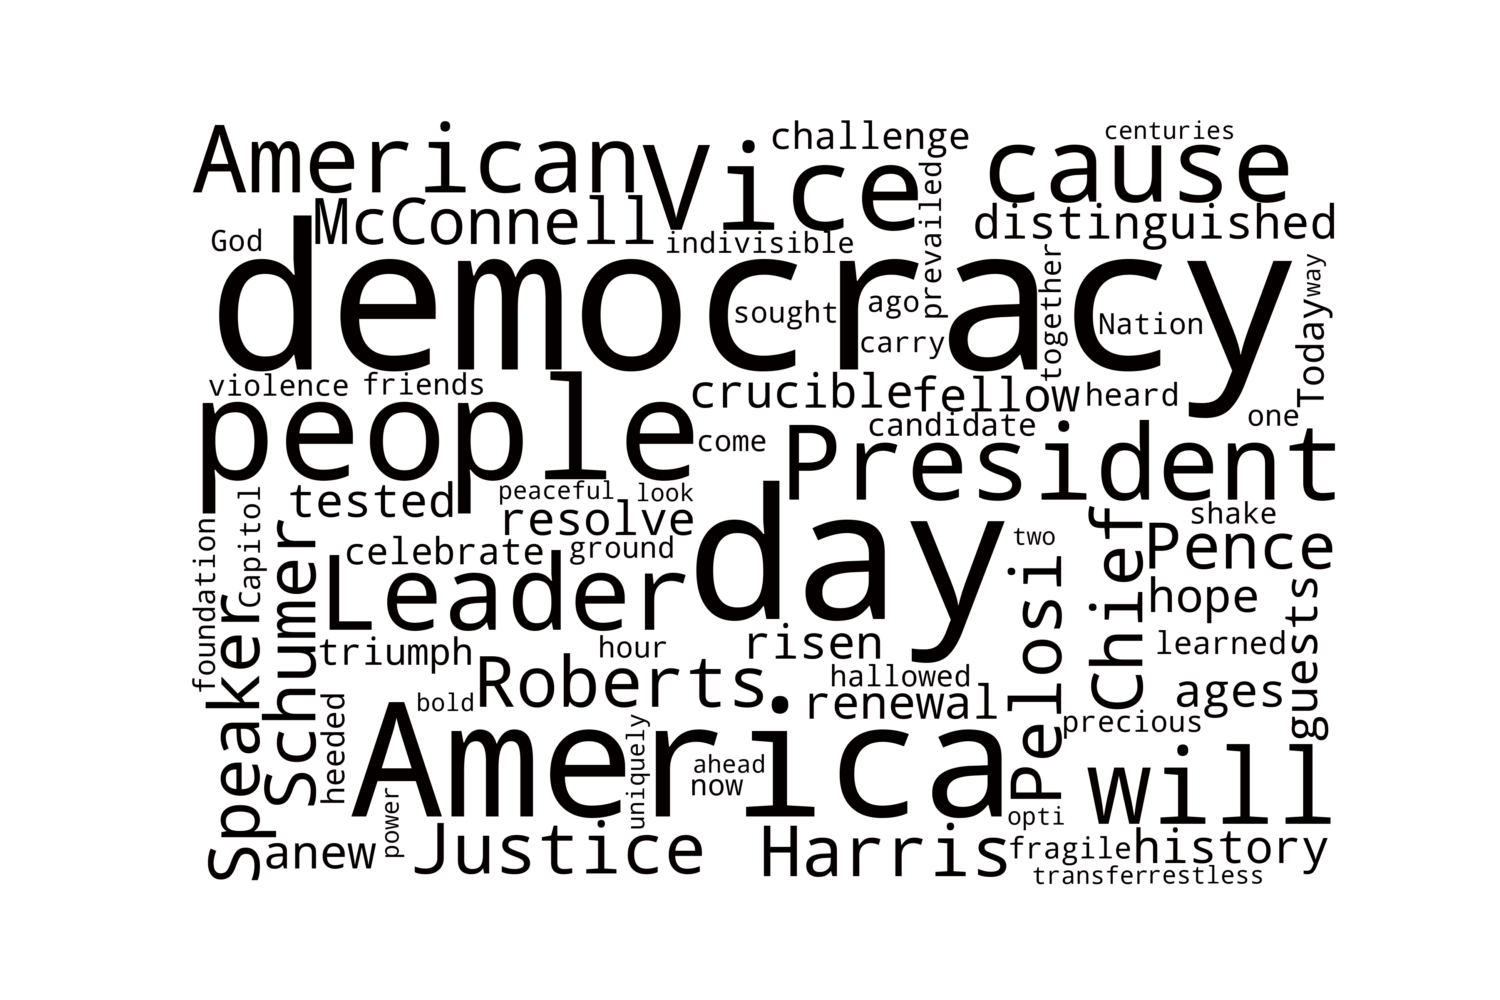 American
Vice
challenge
cause
centuries
McConnell
distinguished
God
indivisible
prevailed
democracy
sought
ago
carry
together
Nation
way
Today
violence
friends
crucible
fellow
heard
people
come
candidate
one
President
tested
peaceful
look
resolve
day
two
shake
Capitol
foundation
celebrate
ground
Chief
Pence
Leader
Schumer
Speaker
Pelosi
hope
guests
triumph
hour
risen
learned
Roberts
hallowed
renewal
ages
bold
heeded
precious
America
uniquely
ahead
now
will
opti
power
anew
Justice
Harris
fragile
history
transfer
restless